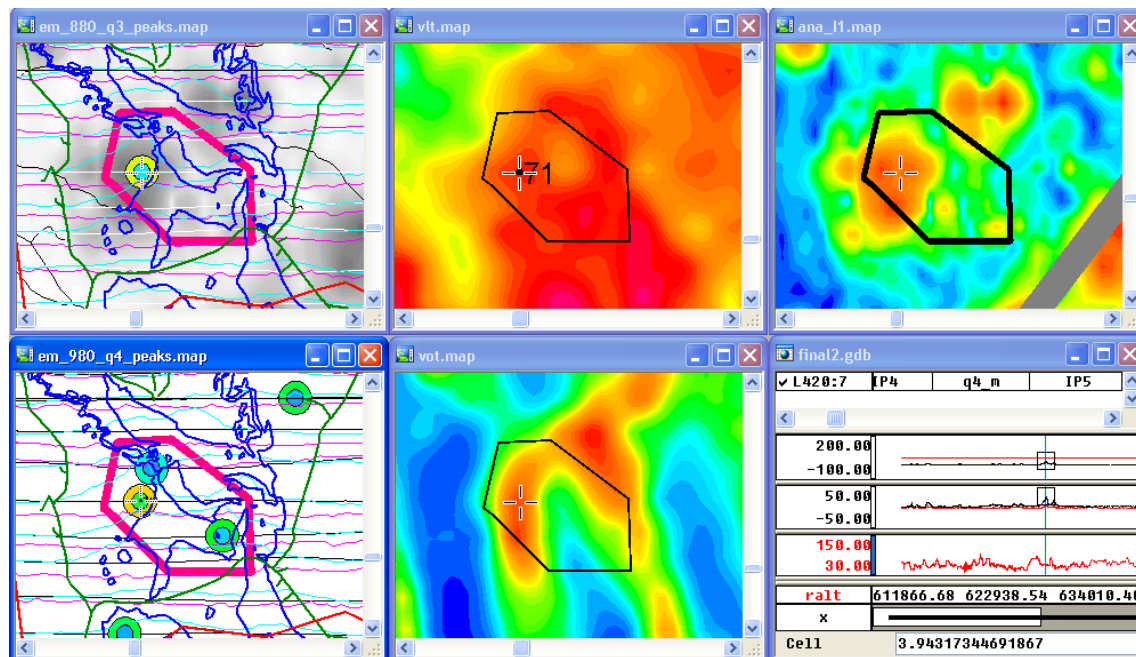 em_880_q3_peaks.map
vlt.map
ana_l1.map
71
em_980_q4_peaks.map
vot.map
final2.gdb
L420:7 IP4 q4_m IP5
200.00
-100.00
50.00
-50.00
150.00
30.00
ralt 611866.68 622938.54 634010.40
x
Cell 3.94317344691867